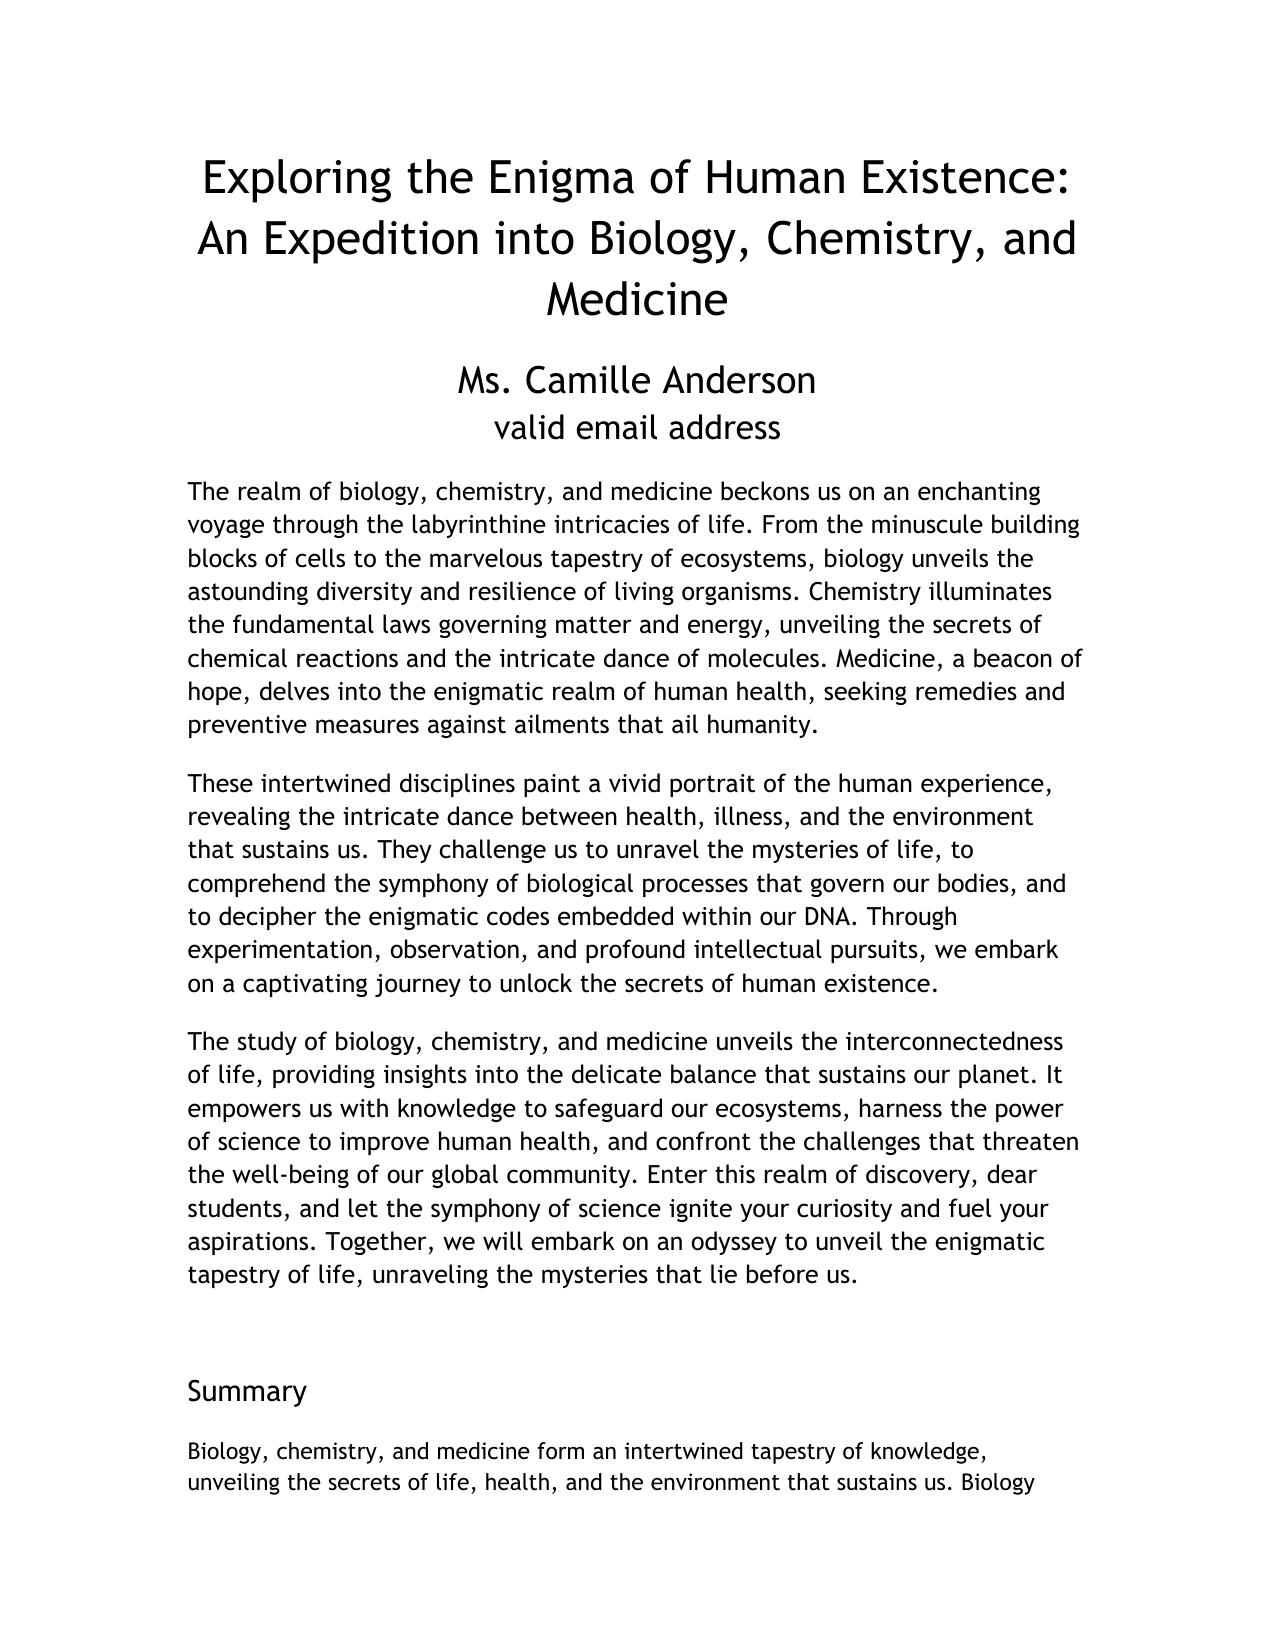 Exploring the Enigma of Human Existence:
An Expedition into Biology, Chemistry, and
Medicine
Ms. Camille Anderson
valid email address
The realm of biology, chemistry, and medicine beckons us on an enchanting
voyage through the labyrinthine intricacies of life. From the minuscule building
blocks of cells to the marvelous tapestry of ecosystems, biology unveils the
astounding diversity and resilience of living organisms. Chemistry illuminates
the fundamental laws governing matter and energy, unveiling the secrets of
chemical reactions and the intricate dance of molecules. Medicine, a beacon of
hope, delves into the enigmatic realm of human health, seeking remedies and
preventive measures against ailments that ail humanity.
These intertwined disciplines paint a vivid portrait of the human experience,
revealing the intricate dance between health, illness, and the environment
that sustains us. They challenge us to unravel the mysteries of life, to
comprehend the symphony of biological processes that govern our bodies, and
to decipher the enigmatic codes embedded within our DNA. Through
experimentation, observation, and profound intellectual pursuits, we embark
on a captivating journey to unlock the secrets of human existence.
The study of biology, chemistry, and medicine unveils the interconnectedness
of life, providing insights into the delicate balance that sustains our planet. It
empowers us with knowledge to safeguard our ecosystems, harness the power
of science to improve human health, and confront the challenges that threaten
the well-being of our global community. Enter this realm of discovery, dear
students, and let the symphony of science ignite your curiosity and fuel your
aspirations. Together, we will embark on an odyssey to unveil the enigmatic
tapestry of life, unraveling the mysteries that lie before us.
Summary
Biology, chemistry, and medicine form an intertwined tapestry of knowledge,
unveiling the secrets of life, health, and the environment that sustains us. Biology